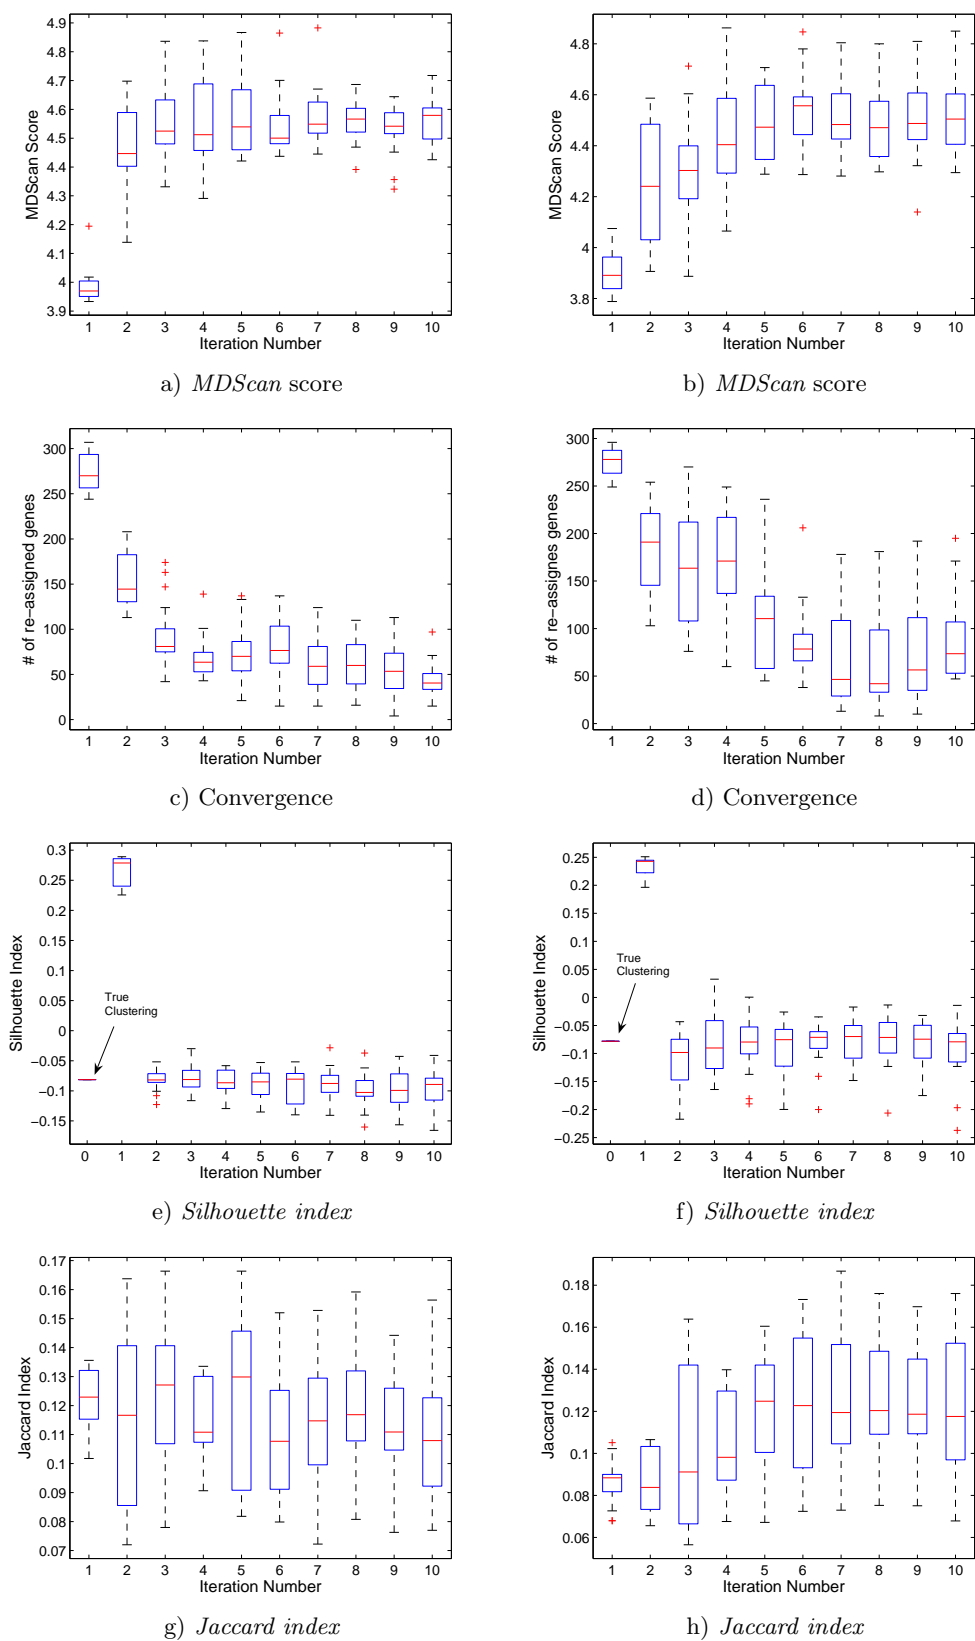 4.9
4.8
4.7
4.6
4.5
4.4
4.3
4.2
4.1
4
3.9
MDScan Score
1 2 3 4 5 6 7 8 9 10
Iteration Number
a) MDScan score
4.8
4.6
4.4
4.2
4
3.8
MDScan Score
1 2 3 4 5 6 7 8 9 10
Iteration Number
b) MDScan score
300
250
200
150
100
50
0
# of re−assigned genes
1 2 3 4 5 6 7 8 9 10
Iteration Number
c) Convergence
300
250
200
150
100
50
0
# of re−assignes genes
1 2 3 4 5 6 7 8 9 10
Iteration Number
d) Convergence
0.3
0.25
0.2
0.15
0.1
0.05
0
−0.05
−0.1
−0.15
Silhouette Index
True
Clustering
0 1 2 3 4 5 6 7 8 9 10
Iteration Number
e) Silhouette index
0.25
0.2
0.15
0.1
0.05
0
−0.05
−0.1
−0.15
−0.2
−0.25
Silhouette Index
True
Clustering
0 1 2 3 4 5 6 7 8 9 10
Iteration Number
f) Silhouette index
0.17
0.16
0.15
0.14
0.13
0.12
0.11
0.1
0.09
0.08
0.07
Jaccard Index
1 2 3 4 5 6 7 8 9 10
Iteration Number
g) Jaccard index
0.18
0.16
0.14
0.12
0.1
0.08
0.06
Jaccard Index
1 2 3 4 5 6 7 8 9 10
Iteration Number
h) Jaccard index